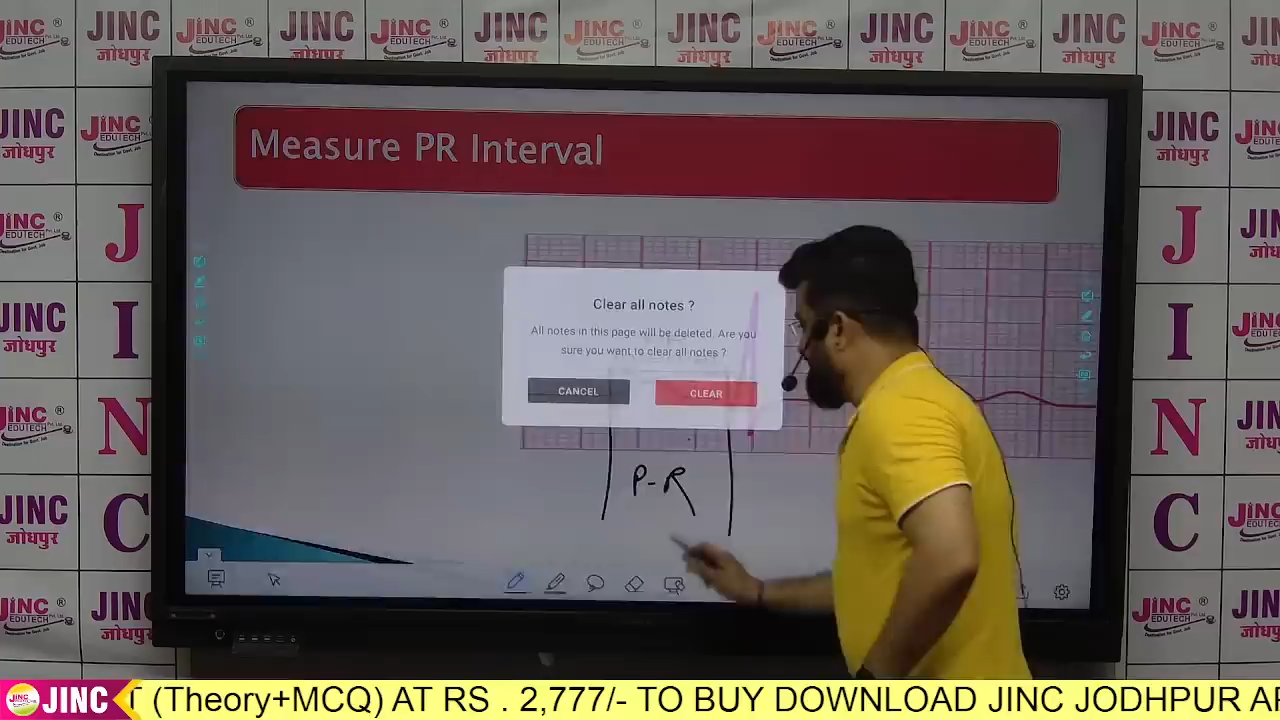 Measure PR Interval
Clear all notes ?
All notes in this page will be deleted. Are you
sure you want to clear all notes ?
CANCEL
CLEAR
P-R
JINC
जोधपुर
JINC
EDUTECH
J
I
N
C
J
I
N
C
JINC
T (Theory+MCQ) AT RS . 2,777/- TO BUY DOWNLOAD JINC JODHPUR AP